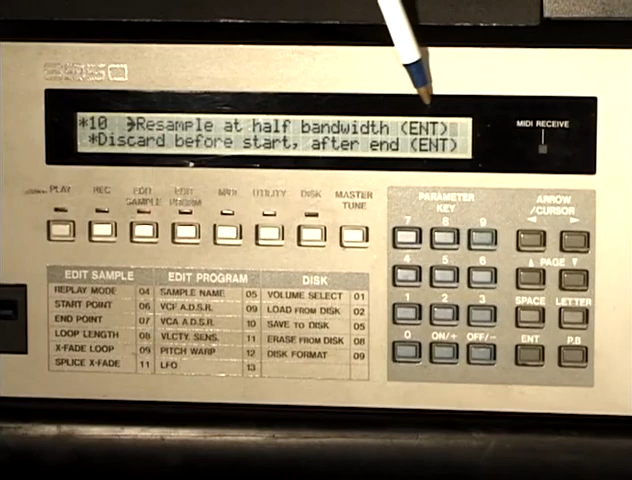 S950
*10 Resample at half bandwidth (ENT)
*Discard before start, after end (ENT)
MIDI RECEIVE
PLAY
REC
EDIT SAMPLE
EDIT PROGRM
MIDI
UTILITY
DISK
MASTER TUNE
PARAMETER KEY
ARROW /CURSOR
7 8 9
PAGE
4 5 6
SPACE LETTER
1 2 3
0 ON/+ OFF/−
ENT P.B
EDIT SAMPLE
REPLAY MODE 04
START POINT 06
END POINT 07
LOOP LENGTH 08
X-FADE LOOP 09
SPLICE X-FADE 11
EDIT PROGRAM
SAMPLE NAME 05
VCF A.D.S.R. 09
VCA A.D.S.R. 10
VLCTY. SENS. 11
PITCH WARP 12
LFO 13
DISK
VOLUME SELECT 01
LOAD FROM DISK 02
SAVE TO DISK 05
ERASE FROM DISK 08
DISK FORMAT 09